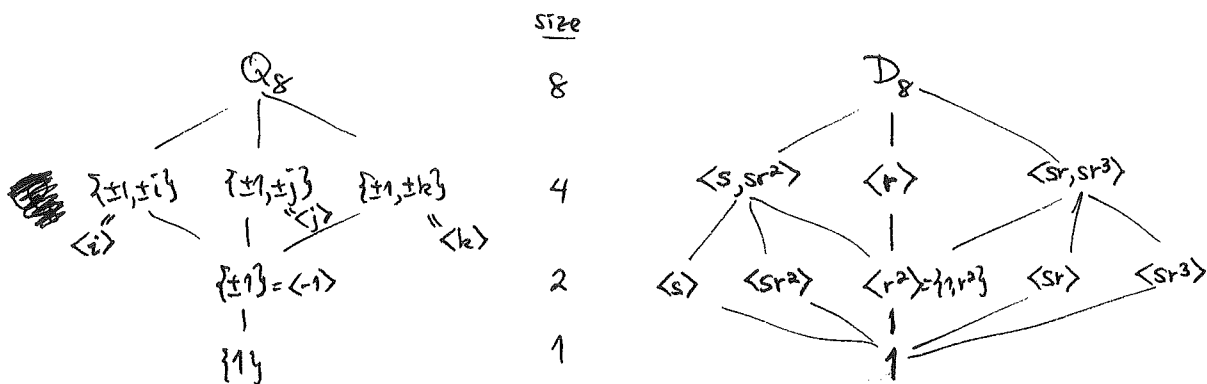 size
Q₈ 8 D₈
{±1,±i} {±1,±j} {±1,±k} 4 <s,sr²> <r> <sr,sr³>
"<i> "<j> "<k>
{±1}=<-1> 2 <s> <sr²> <r²>={1,r²} <sr> <sr³>
{1} 1 1